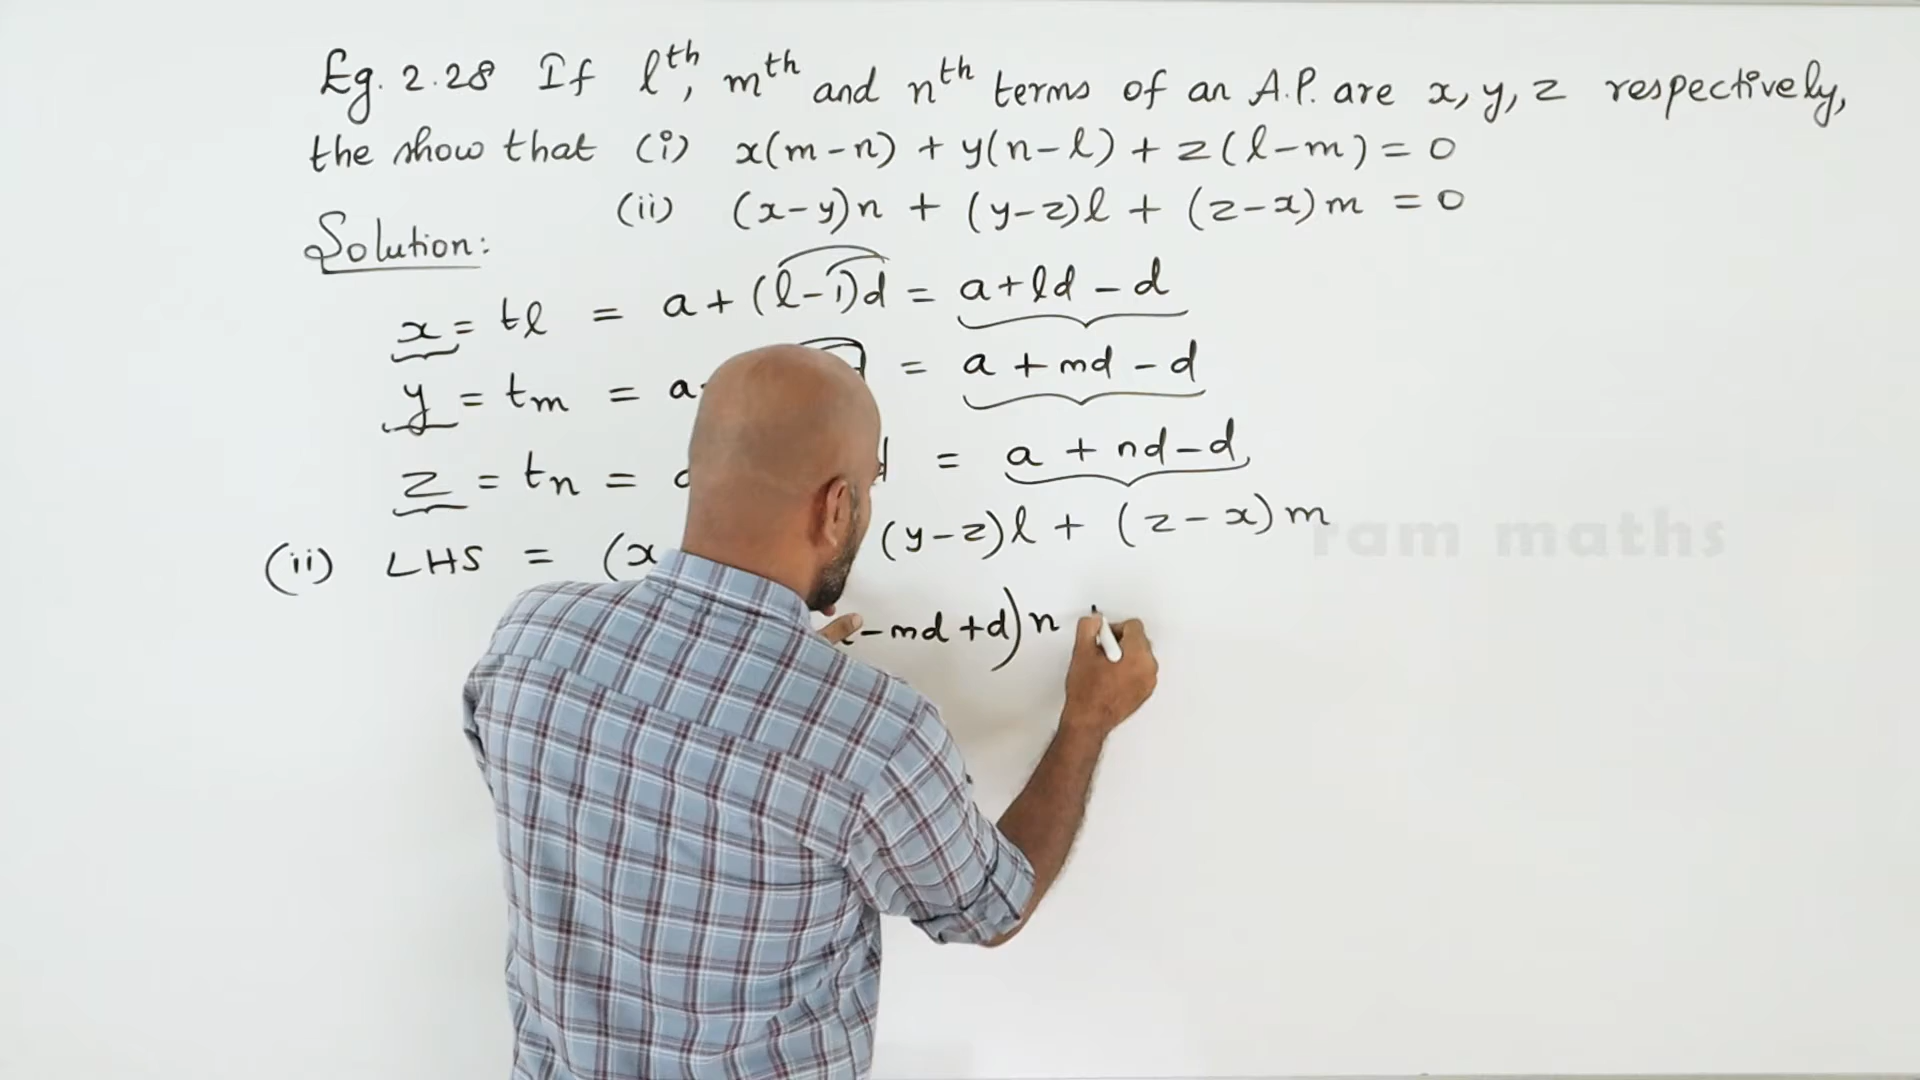 Eg. 2.28 If lᵗʰ, mᵗʰ and nᵗʰ terms of an A.P. are x, y, z respectively,
the show that (i) x(m-n) + y(n-l) + z(l-m) = 0
(ii) (x-y)n + (y-z)l + (z-x)m = 0
Solution:
x = tl = a + (l-1)d = a + ld - d
y = tm = a = a + md - d
z = tn = d = a + nd - d
(ii) LHS = (x (y-z)l + (z-x)m
- md + d) n
ram maths